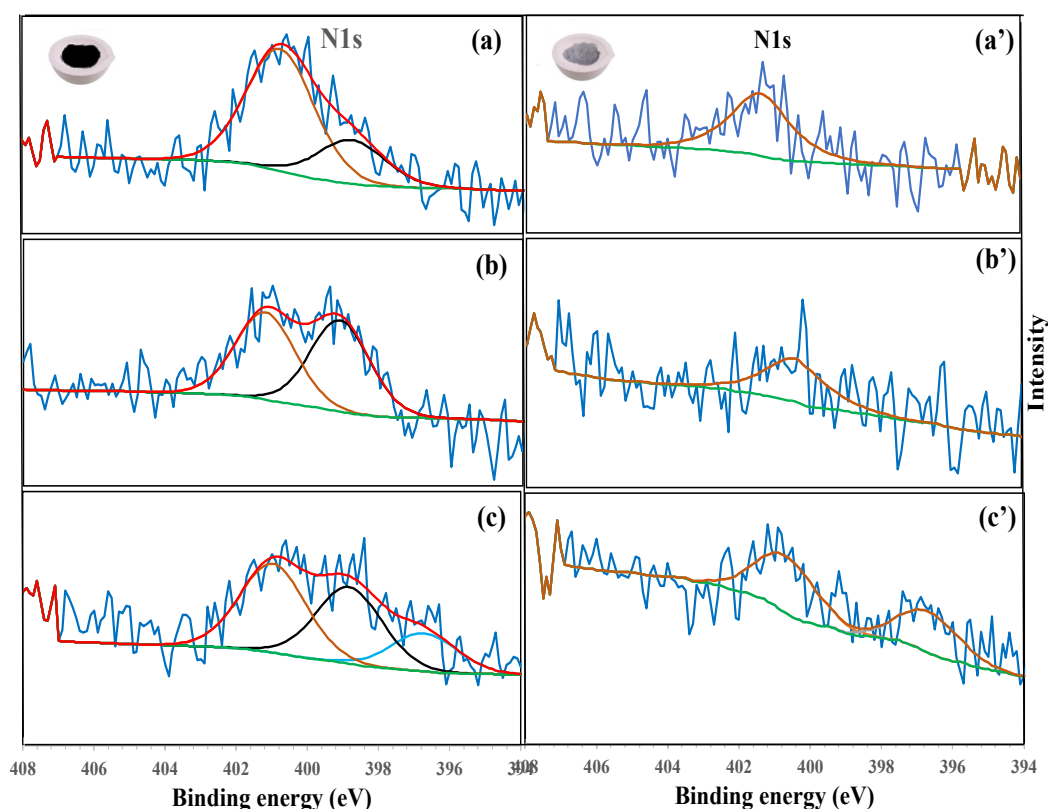 N1s
(a)
N1s
(a’)
(b)
(b’)
Intensity
(c)
(c’)
408 406 404 402 400 398 396 394
408 406 404 402 400 398 396 394
Binding energy (eV)
Binding energy (eV)